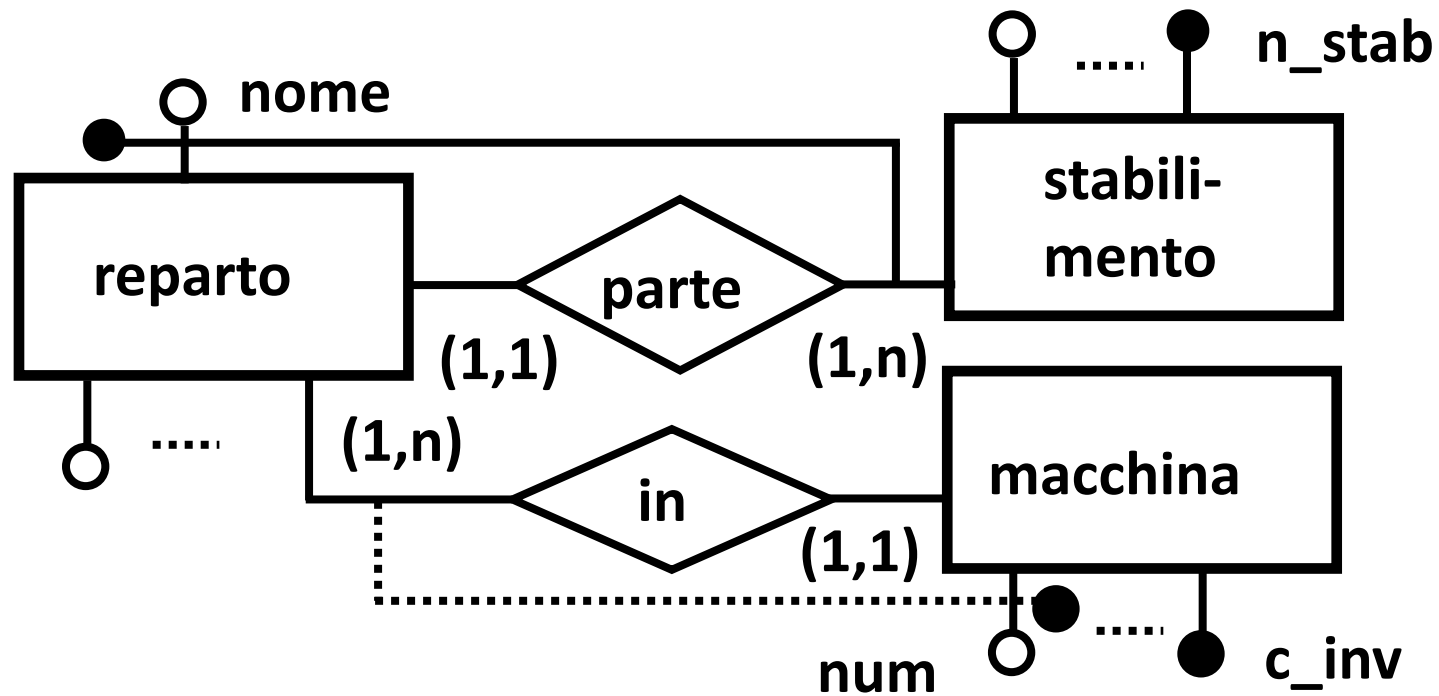 n_stab
nome
stabili-
mento
reparto
parte
(1,1)
(1,n)
(1,n)
macchina
in
(1,1)
num
c_inv